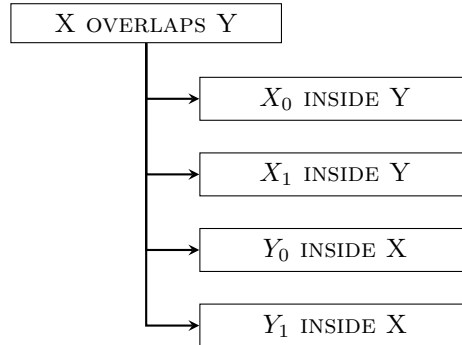 X OVERLAPS Y
X₀ INSIDE Y
X₁ INSIDE Y
Y₀ INSIDE X
Y₁ INSIDE X